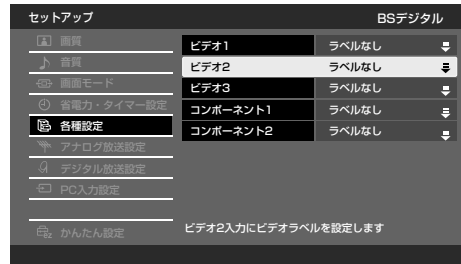 セットアップ
BSデジタル
画質
音質
画面モード
省電力・タイマー設定
各種設定
アナログ放送設定
デジタル放送設定
PC入力設定
かんたん設定
ビデオ1 ラベルなし
ビデオ2 ラベルなし
ビデオ3 ラベルなし
コンポーネント1 ラベルなし
コンポーネント2 ラベルなし
ビデオ2入力にビデオラベルを設定します